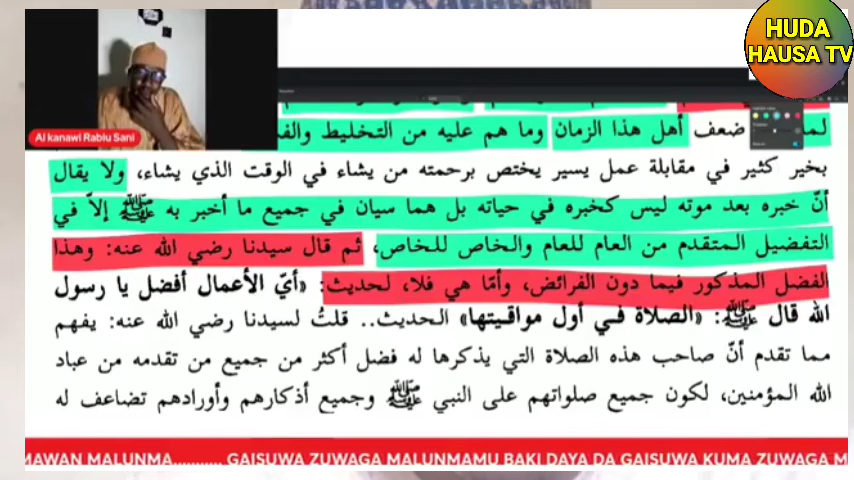 HUDA
HAUSA TV
Al kanawi Rabiu Sani
ضعف أهل هذا الزمان وما هم عليه من التخليط
بخير كثير في مقابلة عمل يسير يختص برحمته من يشاء في الوقت الذي يشاء، ولا يقال
أنّ خبره بعد موته ليس كخبره في حياته بل هما سيان في جميع ما أخبر به ﷺ إلاّ في
التفضيل المتقدم من العام للعام والخاص للخاص، ثم قال سيدنا رضي الله عنه: وهذا
الفضل المذكور فيما دون الفرائض، وأمّا هي فلا، لحديث: «أيّ الأعمال أفضل يا رسول
الله قال ﷺ: «الصلاة في أول مواقيتها» الحديث.. قلتُ لسيدنا رضي الله عنه: يفهم
مما تقدم أنّ صاحب هذه الصلاة التي يذكرها له فضل أكثر من جميع من تقدمه من عباد
الله المؤمنين، لكون جميع صلواتهم على النبي ﷺ وجميع أذكارهم وأورادهم تضاعف له
MAWAN MALUNMA........... GAISUWA ZUWAGA MALUNMAMU BAKI DAYA DA GAISUWA KUMA ZUWAGA M